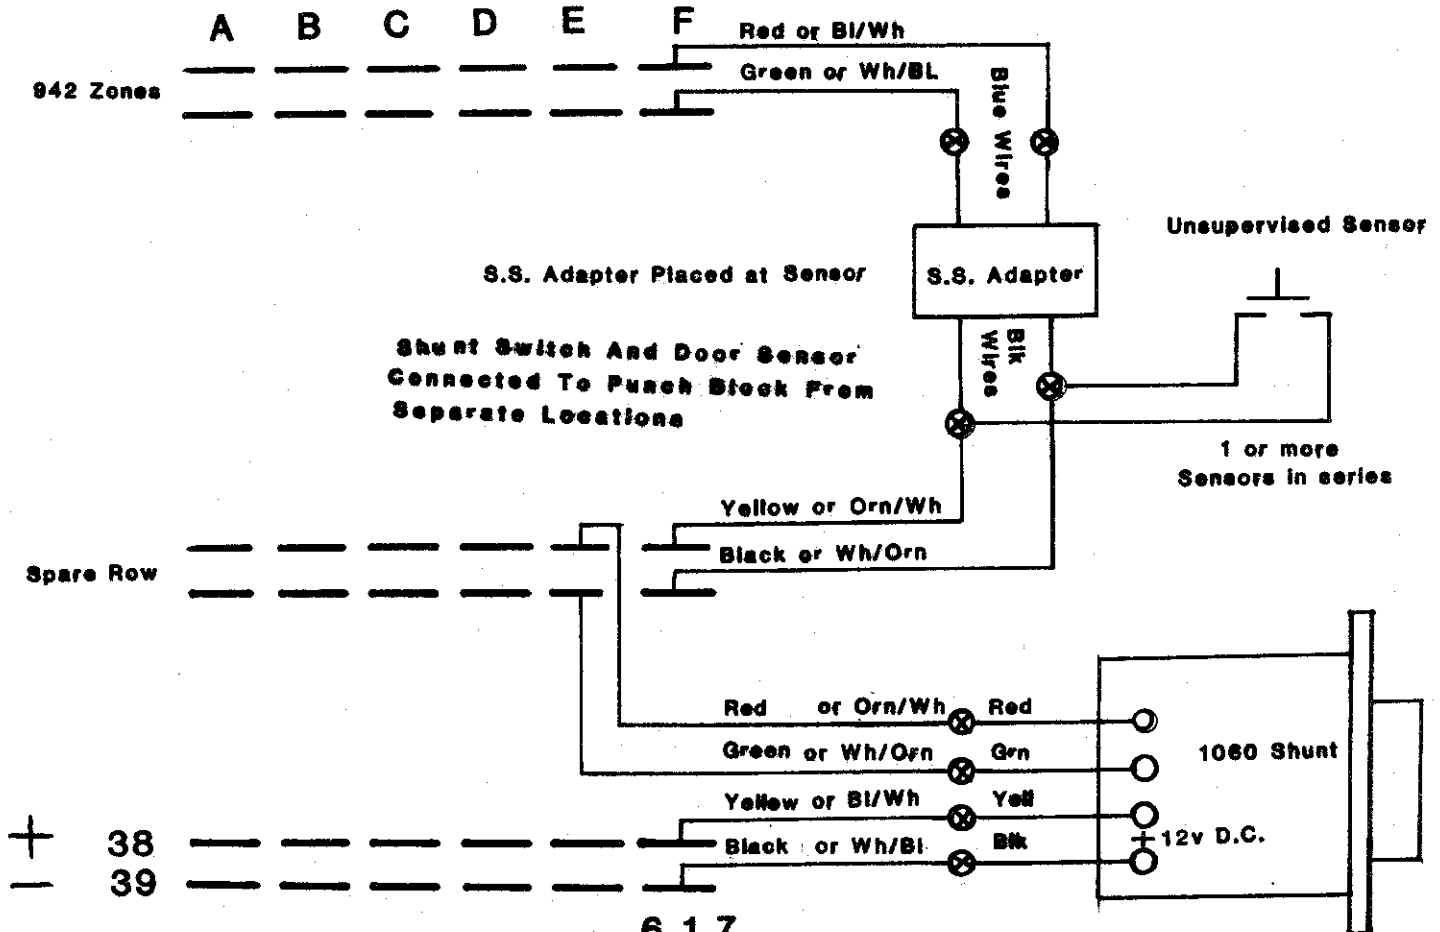 A B C D E F
Red or Bl/Wh
942 Zones
Green or Wh/BL
Blue Wires
Unsupervised Sensor
S.S. Adapter Placed at Sensor
S.S. Adapter
Shunt Switch And Door Sensor
Connected To Punch Block From
Separate Locations
Blk
Wires
1 or more
Sensors in series
Yellow or Orn/Wh
Black or Wh/Orn
Spare Row
Red or Orn/Wh Red
Green or Wh/Orn Grn
1060 Shunt
Yellow or Bl/Wh Yell
+ 38
Black or Wh/Bl Blk
+ 12v D.C.
− 39
6 1 7